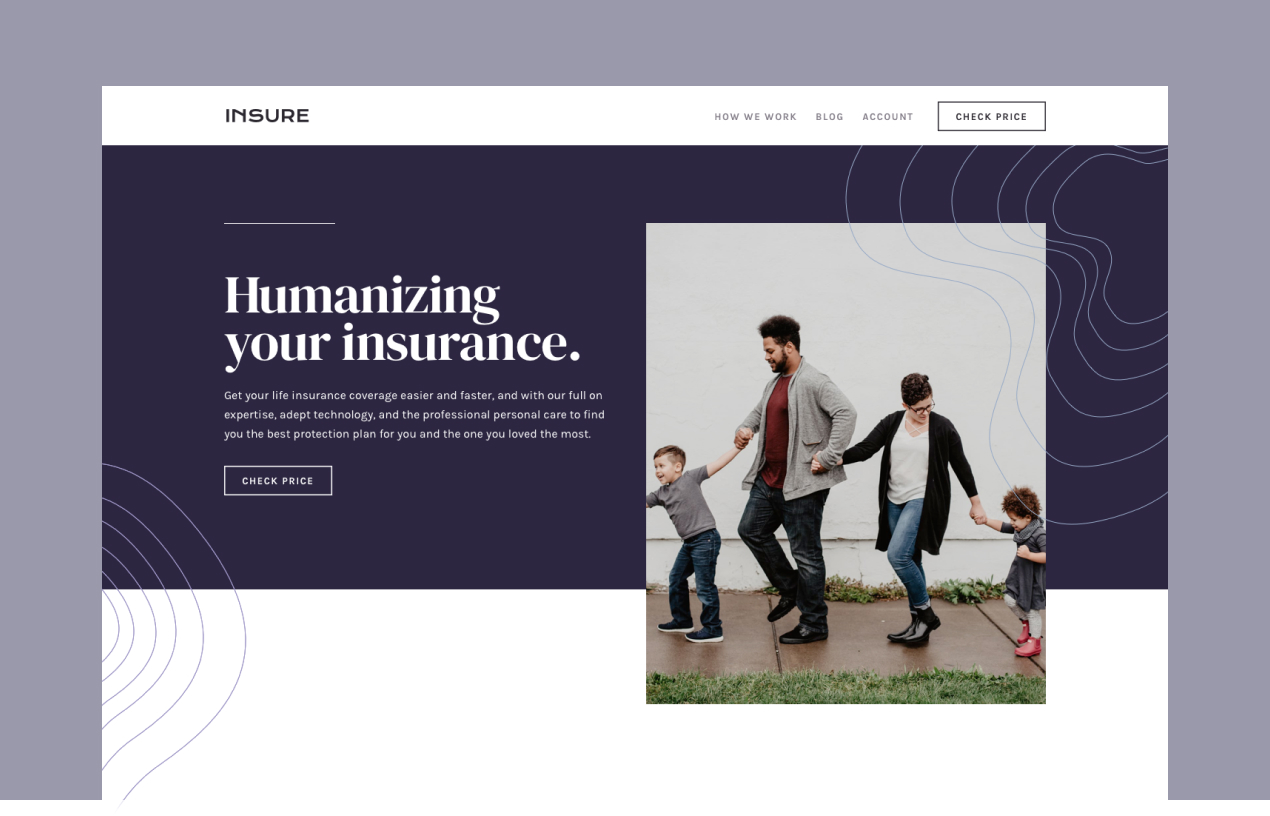 INSURE
HOW WE WORK BLOG ACCOUNT CHECK PRICE
Humanizing
your insurance.
Get your life insurance coverage easier and faster, and with our full on
expertise, adept technology, and the professional personal care to find
you the best protection plan for you and the one you loved the most.
CHECK PRICE